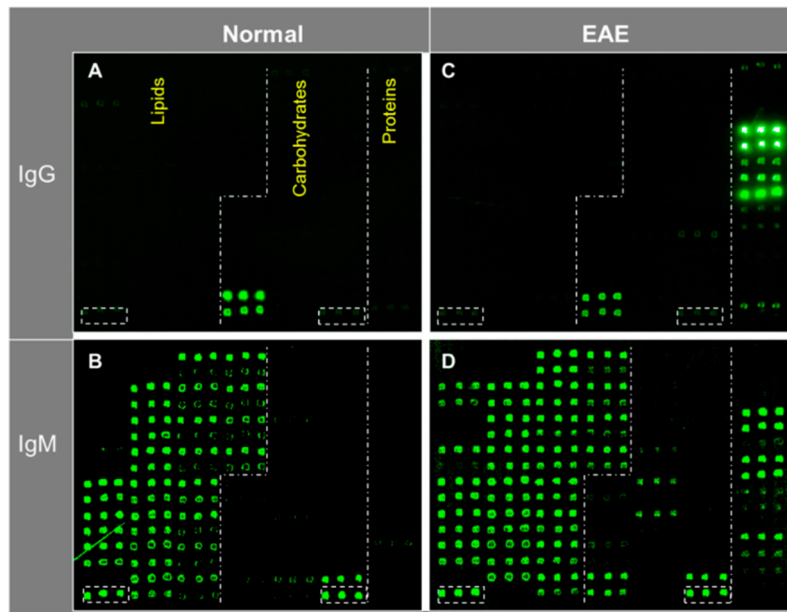 Normal
EAE
A
C
Lipids
Carbohydrates
Proteins
IgG
B
D
IgM